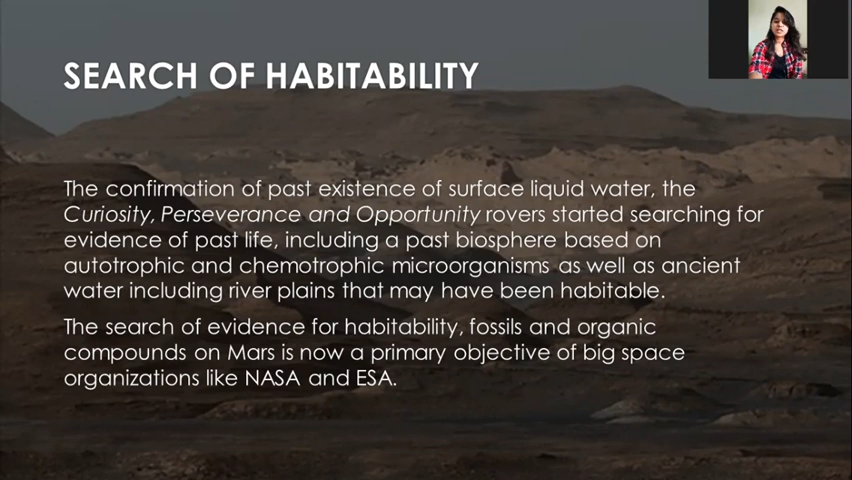 SEARCH OF HABITABILITY
The confirmation of past existence of surface liquid water, the
Curiosity, Perseverance and Opportunity rovers started searching for
evidence of past life, including a past biosphere based on
autotrophic and chemotrophic microorganisms as well as ancient
water including river plains that may have been habitable.
The search of evidence for habitability, fossils and organic
compounds on Mars is now a primary objective of big space
organizations like NASA and ESA.